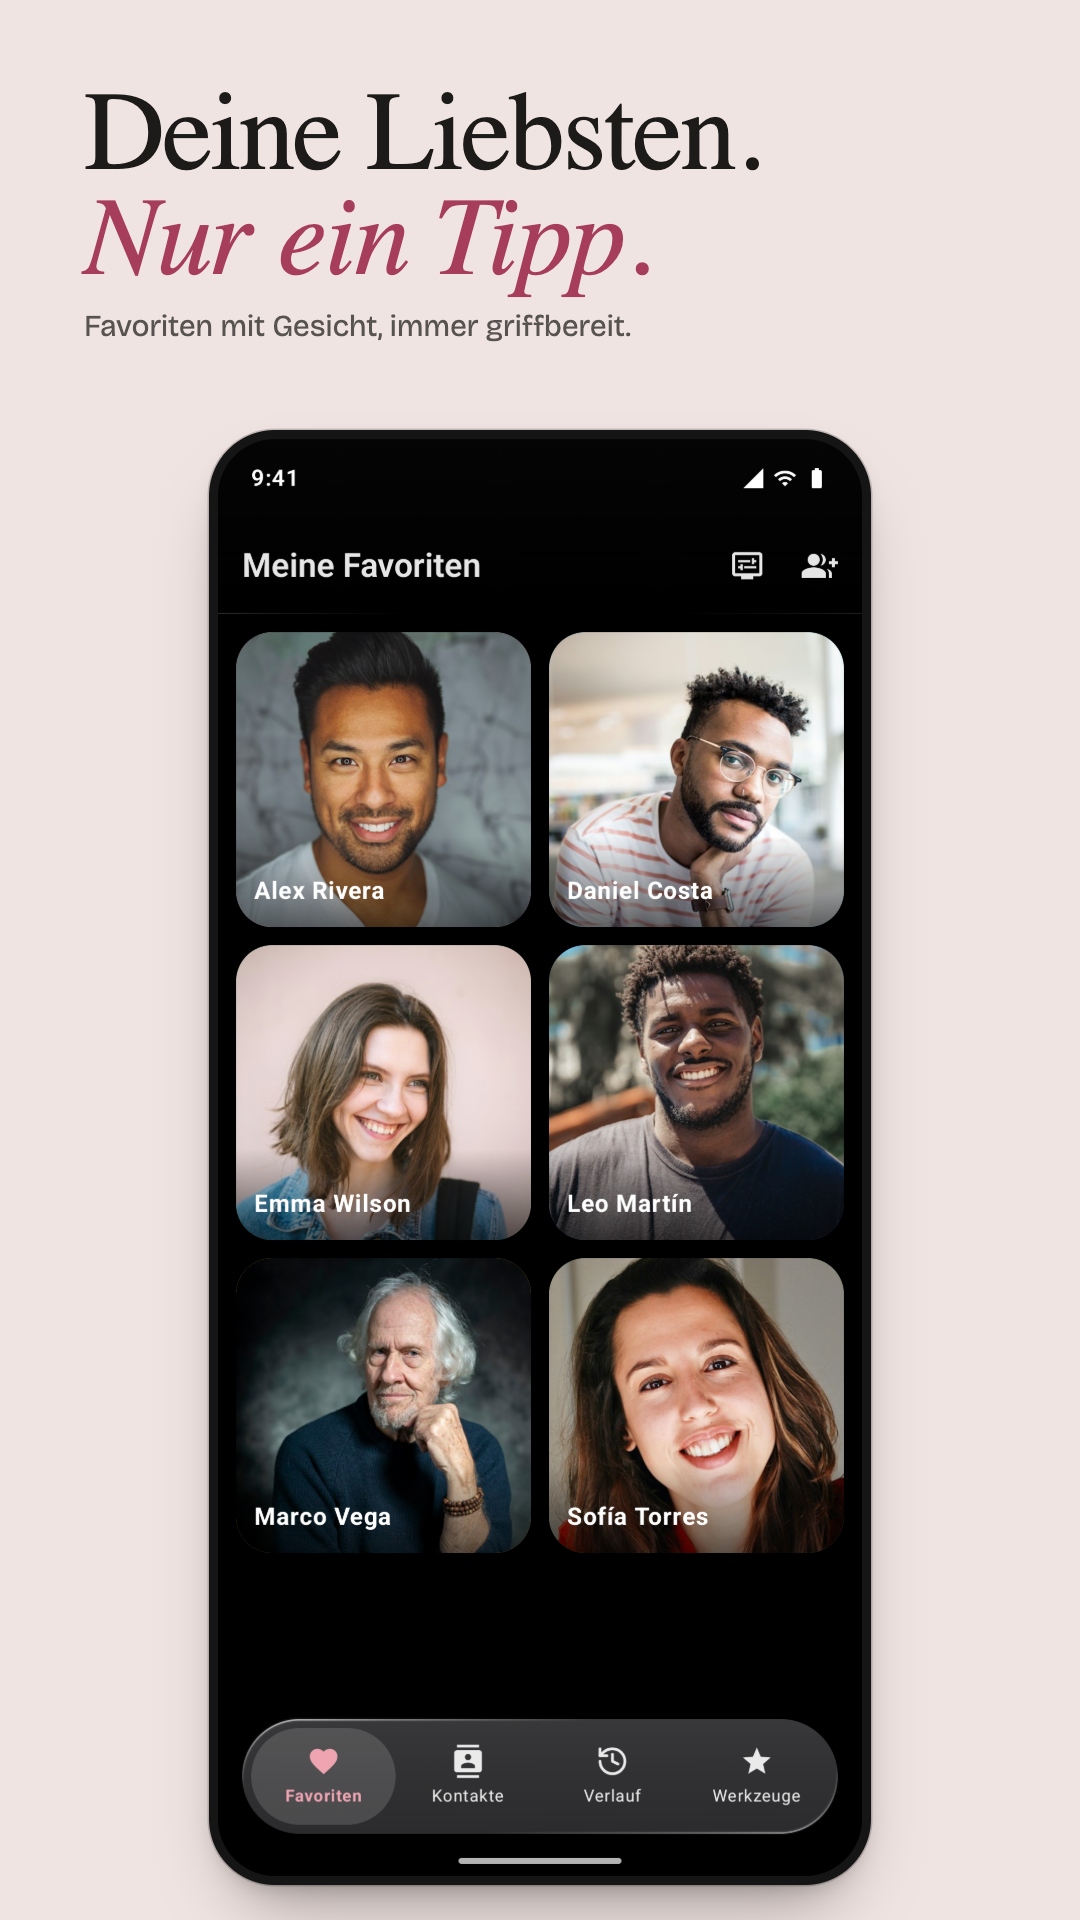 Deine Liebsten.
Nur ein Tipp.
Favoriten mit Gesicht, immer griffbereit.
9:41
Meine Favoriten
Alex Rivera
Daniel Costa
Emma Wilson
Leo Martín
Marco Vega
Sofía Torres
Favoriten
Kontakte
Verlauf
Werkzeuge